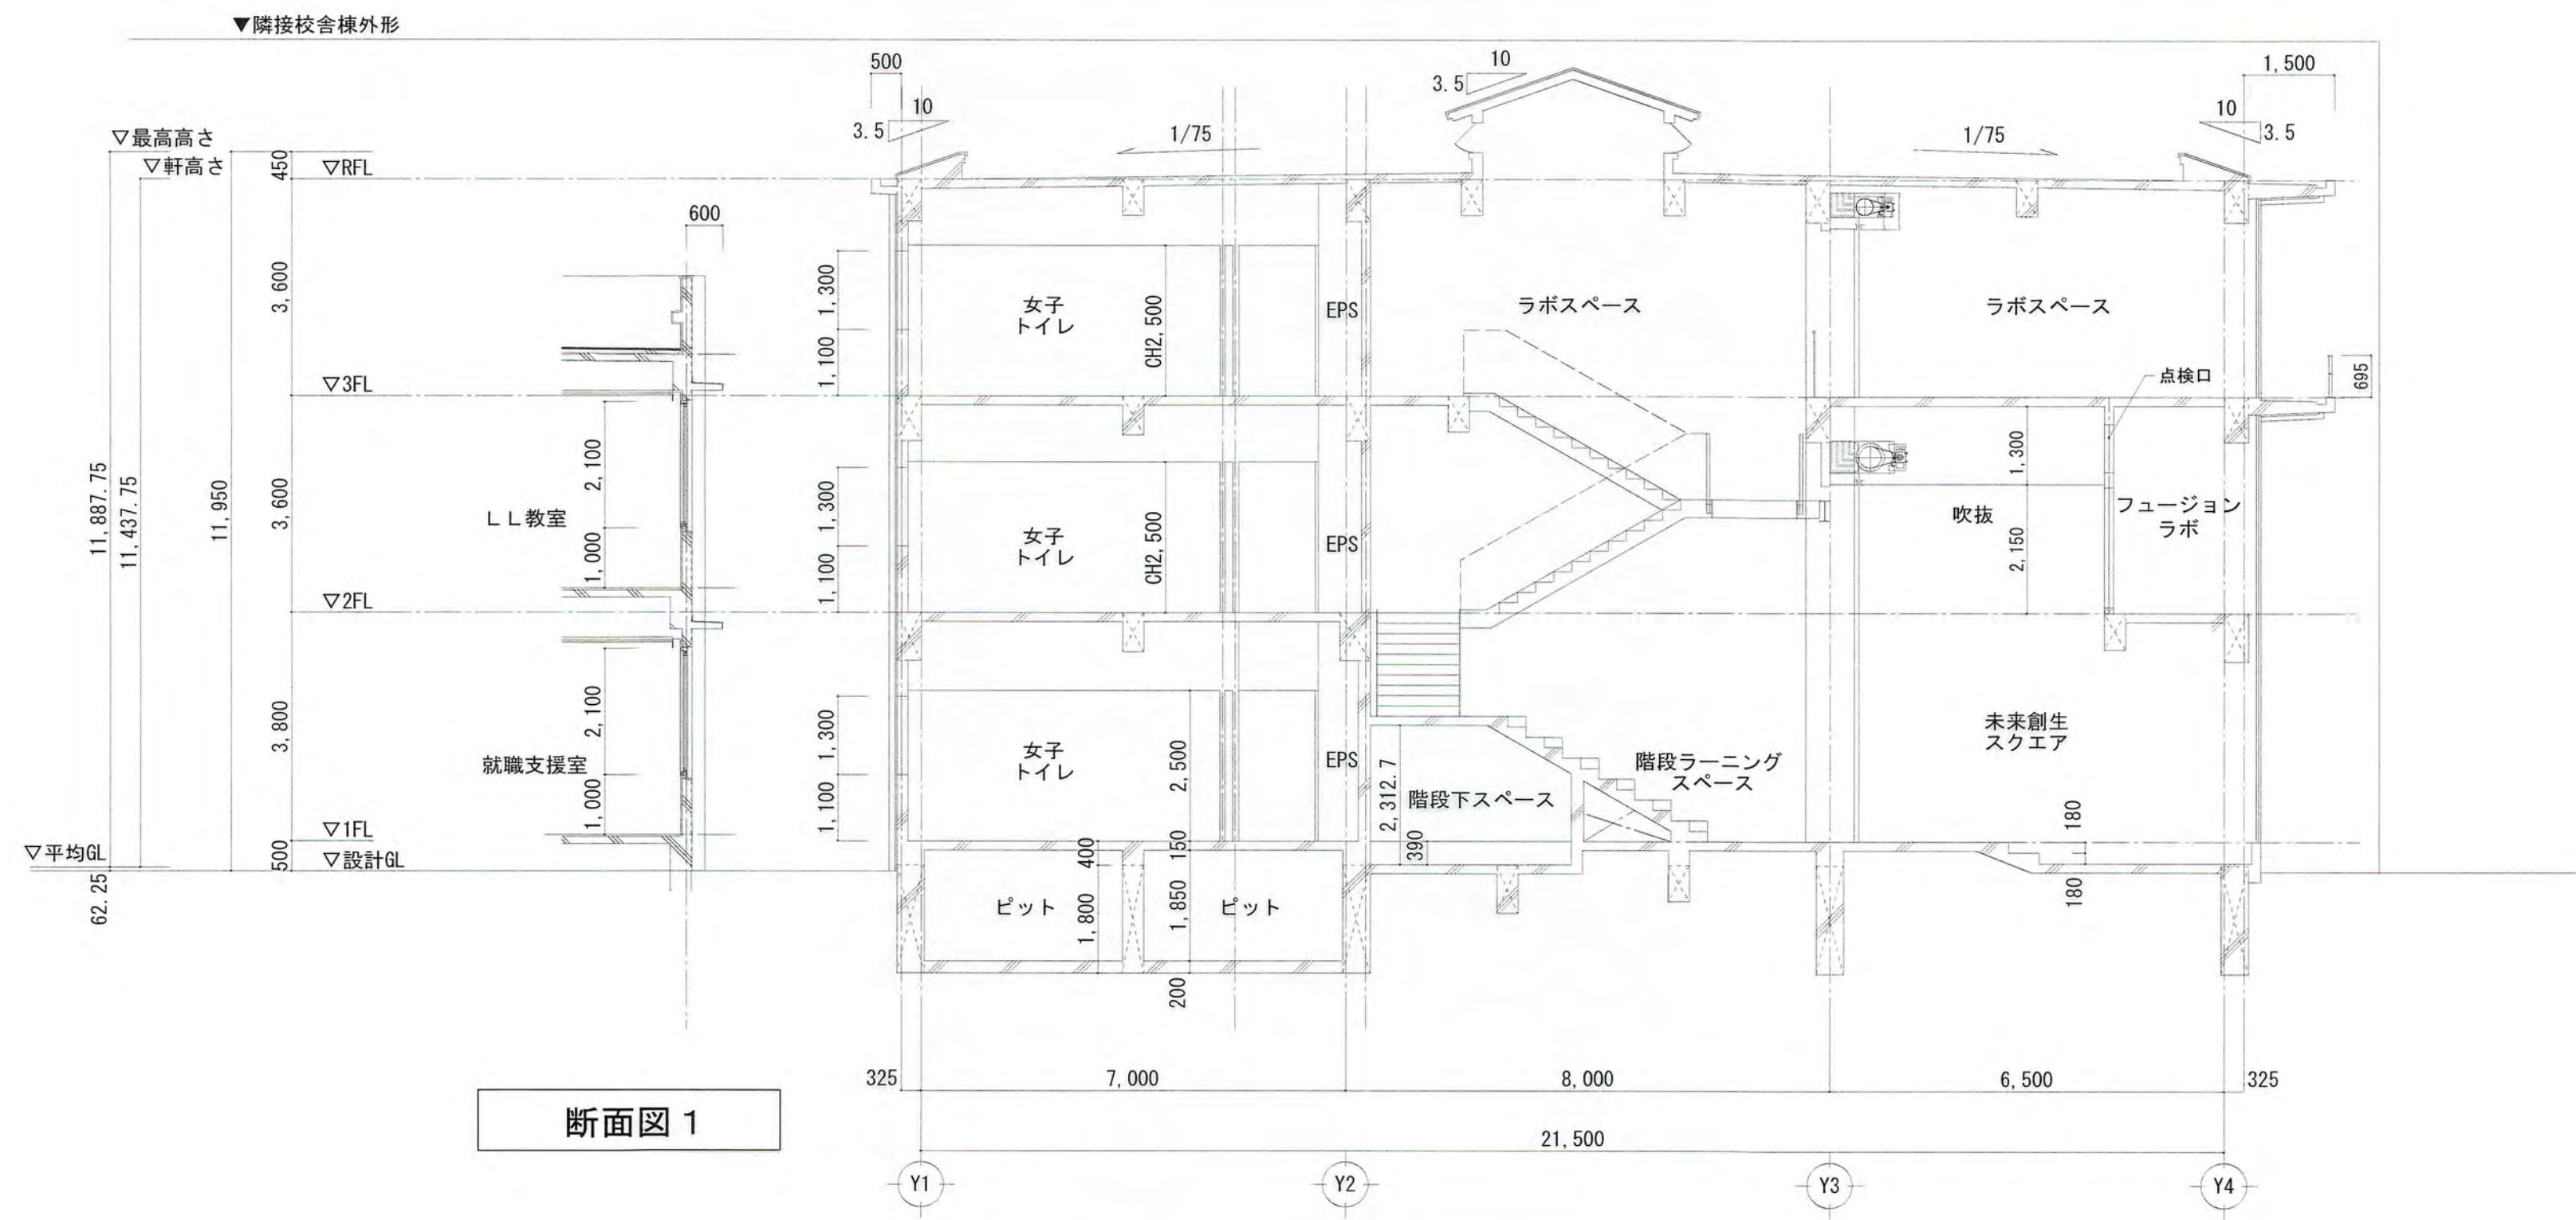 ▼隣接校舎棟外形
500
10
3.5
10
3.5
1,500
10
3.5
1/75
1/75
▽最高高さ
▽軒高さ
450
▽RFL
600
3,600
1,300
1,100
女子
トイレ
CH2,500
EPS
ラボスペース
ラボスペース
点検口
695
▽3FL
11,887.75
11,437.75
11,950
3,600
2,100
1,000
LL教室
1,300
1,100
女子
トイレ
CH2,500
EPS
1,300
吹抜
2,150
フュージョン
ラボ
▽2FL
3,800
2,100
1,000
就職支援室
1,300
1,100
女子
トイレ
2,500
EPS
2,312.7
階段下スペース
390
階段ラーニング
スペース
未来創生
スクエア
180
180
▽1FL
▽平均GL
500
▽設計GL
62.25
400
150
ピット
1,800
1,850
ピット
200
325
7,000
8,000
6,500
325
断面図1
21,500
Y1
Y2
Y3
Y4